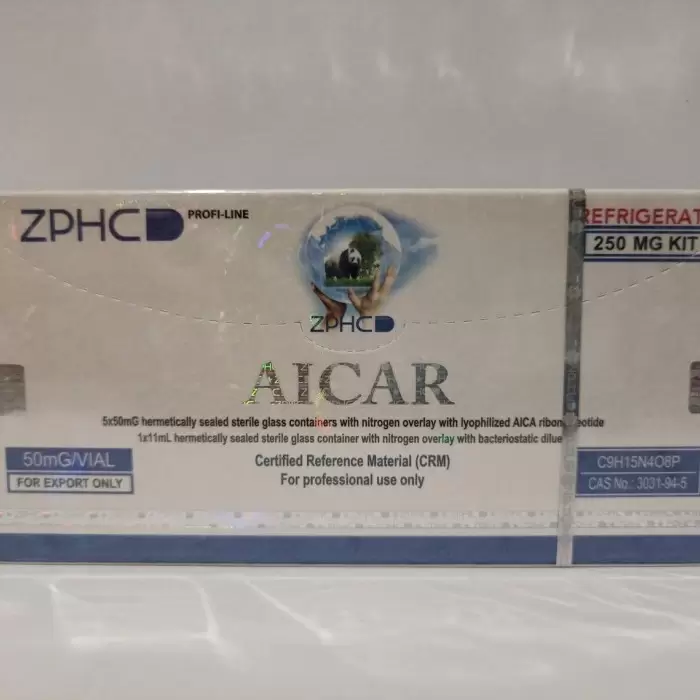 ZPHC PROFI-LINE
ZPHC
AICAR
5x50mG hermetically sealed sterile glass containers with nitrogen overlay with lyophilized AICA
1x11mL hermetically sealed sterile glass container with nitrogen overlay with bacteriostatic
Certified Reference Material (CRM)
For professional use only
50mG/VIAL
FOR EXPORT ONLY
REFRIGERAT
250 MG KIT
C9H15N4O8P
CAS No.: 3031-94-5